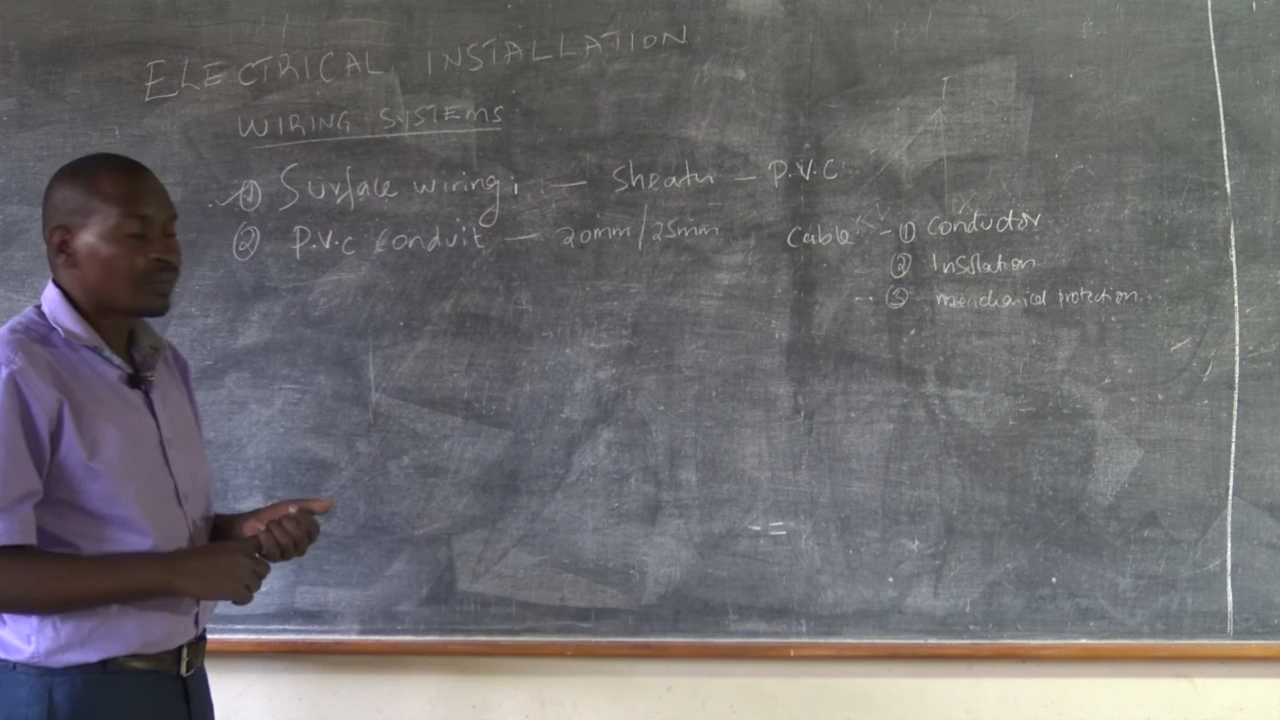 ELECTRICAL INSTALLATION
WIRING SYSTEMS
① Surface wiring; — Sheath — P.V.C
② P.V.C Conduit — 20mm/25mm
Cable - ① Conductor
② Insulation
③ mechanical protection